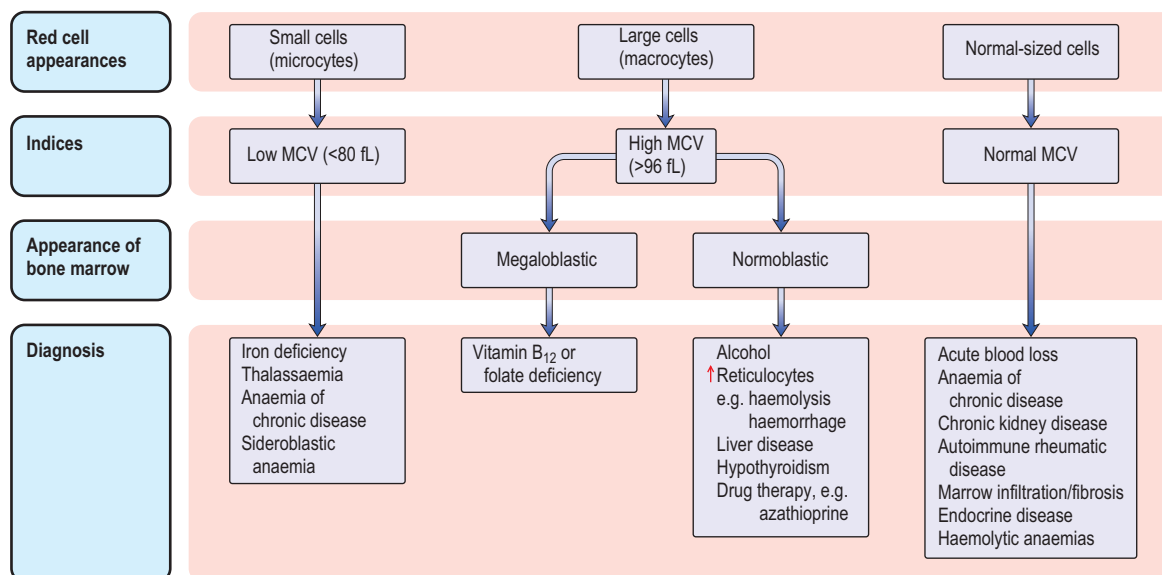 Red cell
appearances
Small cells
(microcytes)
Large cells
(macrocytes)
Normal-sized cells
Indices
Low MCV (<80 fL)
High MCV
(>96 fL)
Normal MCV
Appearance of
bone marrow
Megaloblastic
Normoblastic
Diagnosis
Iron deficiency
Thalassaemia
Anaemia of
chronic disease
Sideroblastic
anaemia
Vitamin B₁₂ or
folate deficiency
Alcohol
↑Reticulocytes
e.g. haemolysis
haemorrhage
Liver disease
Hypothyroidism
Drug therapy, e.g.
azathioprine
Acute blood loss
Anaemia of
chronic disease
Chronic kidney disease
Autoimmune rheumatic
disease
Marrow infiltration/fibrosis
Endocrine disease
Haemolytic anaemias